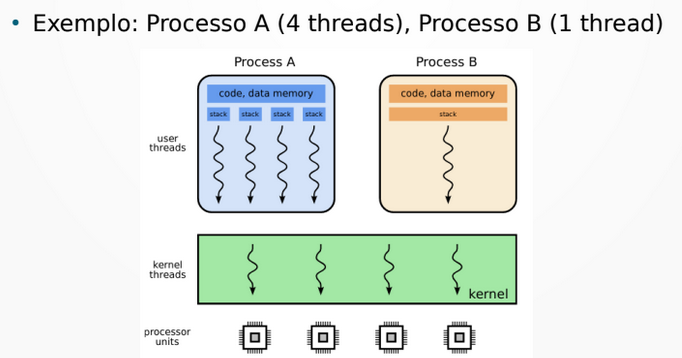 • Exemplo: Processo A (4 threads), Processo B (1 thread)
Process A
Process B
code, data memory
code, data memory
stack
stack
stack
stack
stack
user
threads
kernel
threads
kernel
processor
units